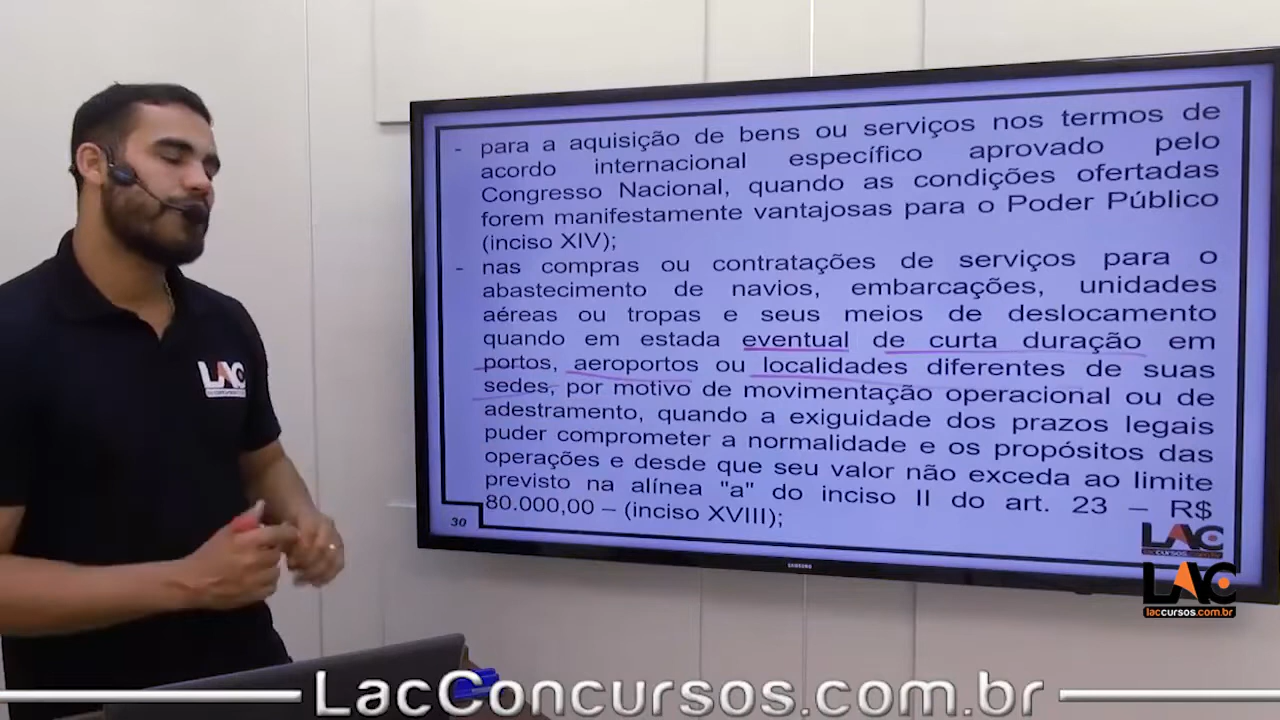 - para a aquisição de bens ou serviços nos termos de
acordo internacional específico aprovado pelo
Congresso Nacional, quando as condições ofertadas
forem manifestamente vantajosas para o Poder Público
(inciso XIV);
- nas compras ou contratações de serviços para o
abastecimento de navios, embarcações, unidades
aéreas ou tropas e seus meios de deslocamento
quando em estada eventual de curta duração em
portos, aeroportos ou localidades diferentes de suas
sedes, por motivo de movimentação operacional ou de
adestramento, quando a exiguidade dos prazos legais
puder comprometer a normalidade e os propósitos das
operações e desde que seu valor não exceda ao limite
previsto na alínea "a" do inciso II do art. 23 – R$
80.000,00 – (inciso XVIII);
30
LAC
laccursos.com.br
LAC
laccursos.com.br
LAC
SAMSUNG
LacConcursos.com.br